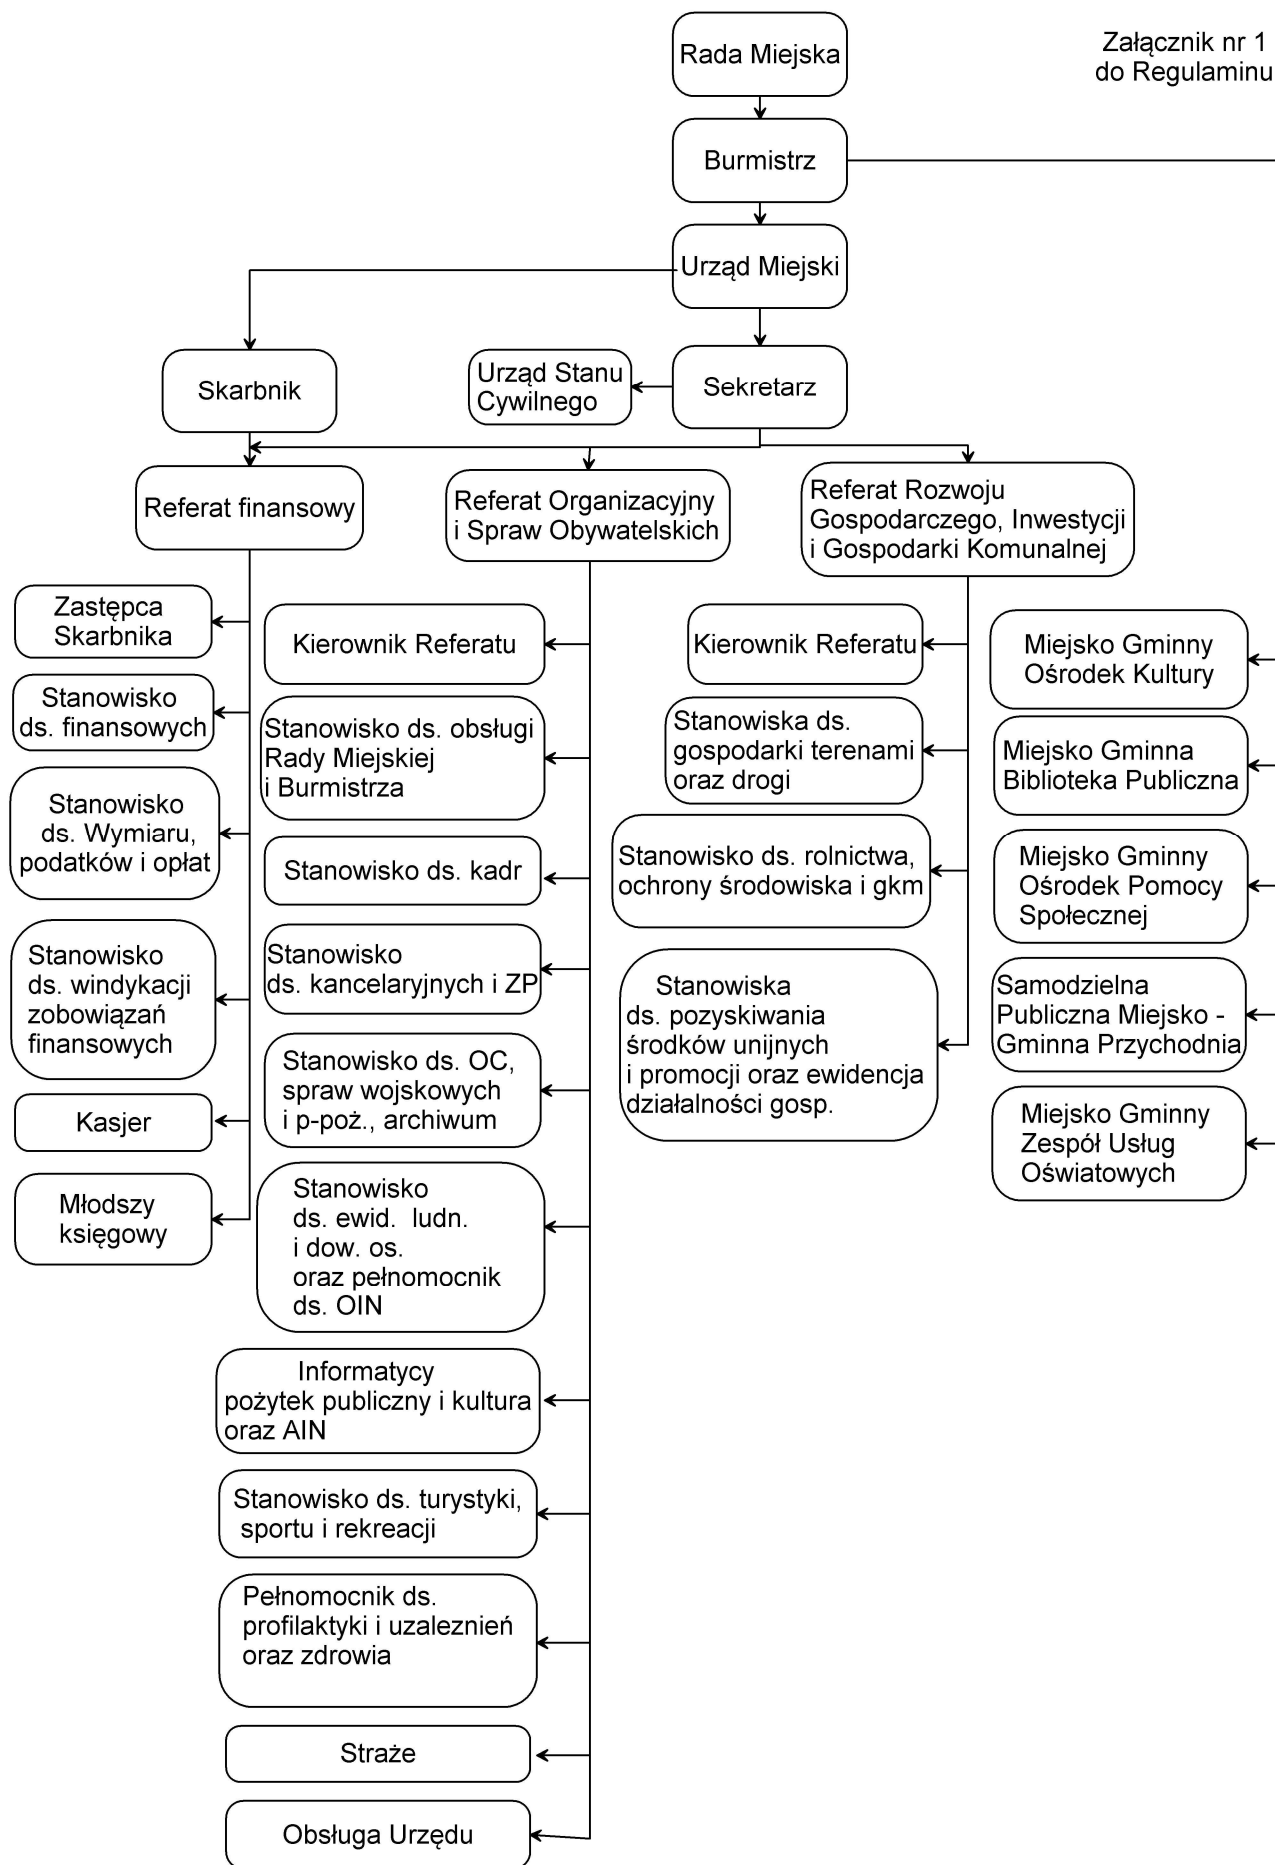 Rada Miejska
Załącznik nr 1
do Regulaminu
Burmistrz
Urząd Miejski
Skarbnik
Urząd Stanu
Cywilnego
Sekretarz
Referat finansowy
Referat Organizacyjny
i Spraw Obywatelskich
Referat Rozwoju
Gospodarczego, Inwestycji
i Gospodarki Komunalnej
Zastępca
Skarbnika
Stanowisko
ds. finansowych
Stanowisko
ds. Wymiaru,
podatków i opłat
Stanowisko
ds. windykacji
zobowiązań
finansowych
Kasjer
Młodszy
księgowy
Kierownik Referatu
Stanowisko ds. obsługi
Rady Miejskiej
i Burmistrza
Stanowisko ds. kadr
Stanowisko
ds. kancelaryjnych i ZP
Stanowisko ds. OC,
spraw wojskowych
i p-poż., archiwum
Stanowisko
ds. ewid. ludn.
i dow. os.
oraz pełnomocnik
ds. OIN
Informatycy
pożytek publiczny i kultura
oraz AIN
Stanowisko ds. turystyki,
sportu i rekreacji
Pełnomocnik ds.
profilaktyki i uzaleznień
oraz zdrowia
Straże
Obsługa Urzędu
Kierownik Referatu
Stanowiska ds.
gospodarki terenami
oraz drogi
Stanowisko ds. rolnictwa,
ochrony środowiska i gkm
Stanowiska
ds. pozyskiwania
środków unijnych
i promocji oraz ewidencja
działalności gosp.
Miejsko Gminny
Ośrodek Kultury
Miejsko Gminna
Biblioteka Publiczna
Miejsko Gminny
Ośrodek Pomocy
Społecznej
Samodzielna
Publiczna Miejsko -
Gminna Przychodnia
Miejsko Gminny
Zespół Usług
Oświatowych